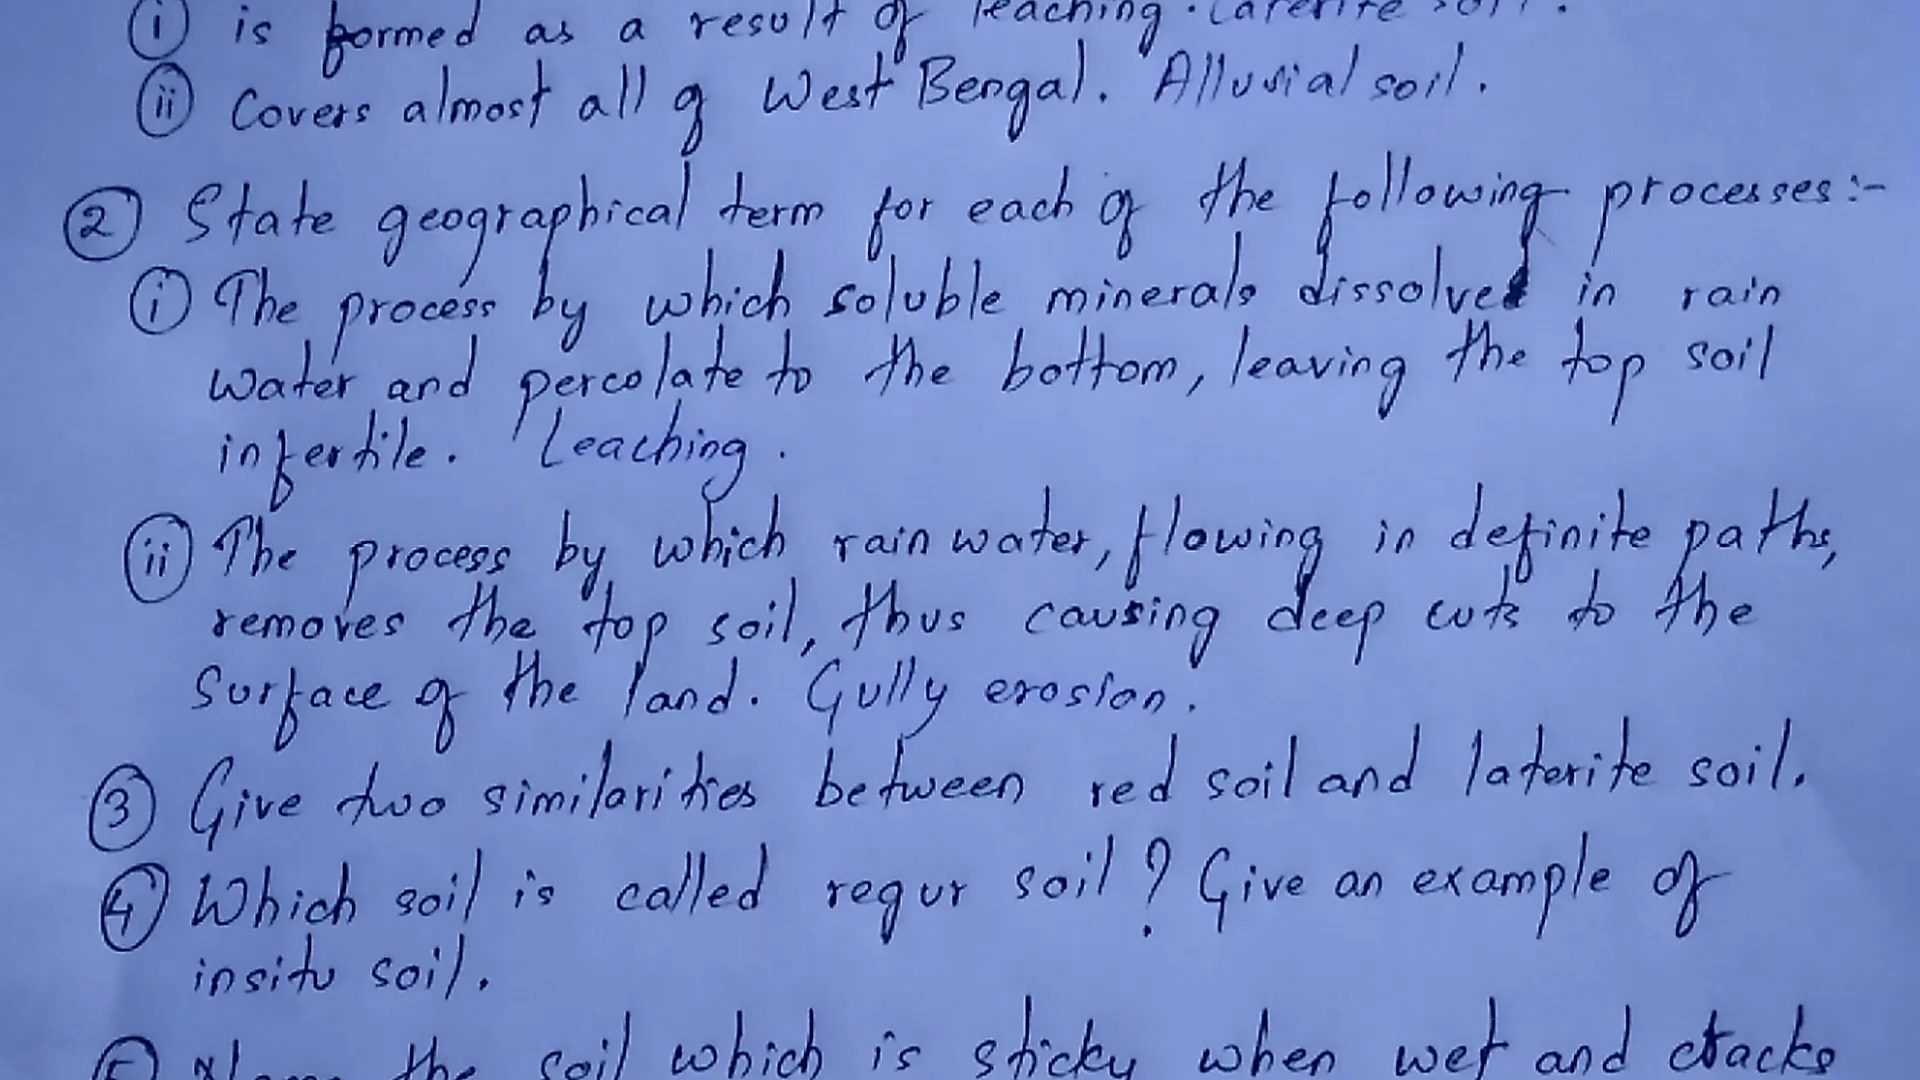 (i) is formed as a result of leaching. Laterite soil.
(ii) Covers almost all of West Bengal. Alluvial soil.
(2) State geographical term for each of the following processes:-
(i) The process by which soluble minerals dissolved in rain
water and percolate to the bottom, leaving the top soil
infertile. Leaching.
(ii) The process by which rain water, flowing in definite paths,
removes the top soil, thus causing deep cuts to the
Surface of the land. Gully erosion.
(3) Give two similarities between red soil and laterite soil.
(4) Which soil is called regur soil? Give an example of
insitu soil.
(5) Name the soil which is sticky when wet and cracks